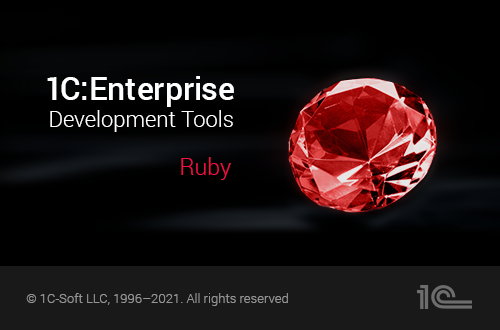 1C:Enterprise
Development Tools
Ruby
© 1C-Soft LLC, 1996–2021. All rights reserved
1C